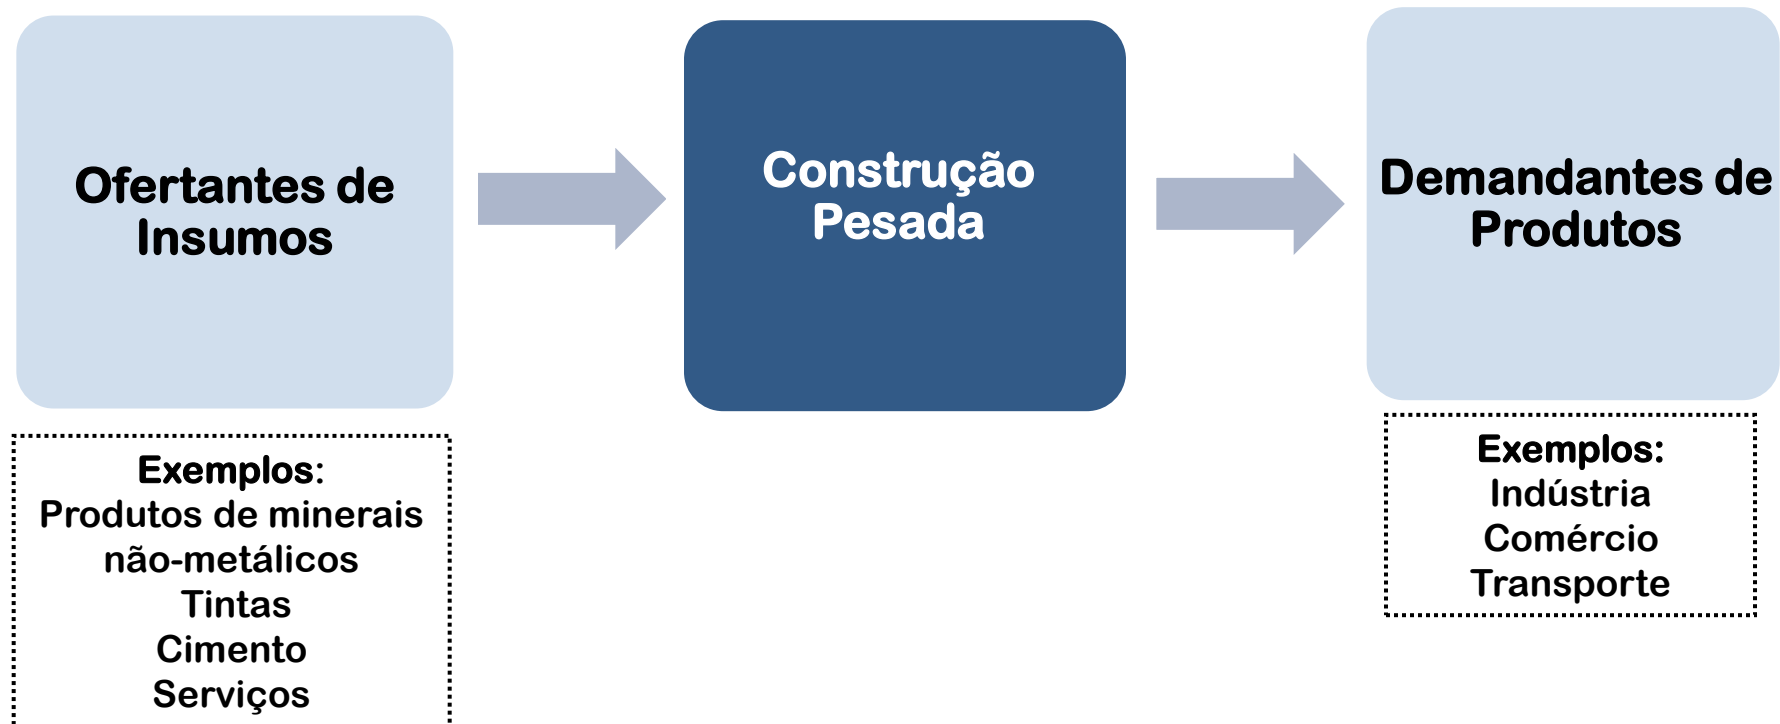 Ofertantes de
Insumos
Construção
Pesada
Demandantes de
Produtos
Exemplos:
Produtos de minerais
não-metálicos
Tintas
Cimento
Serviços
Exemplos:
Indústria
Comércio
Transporte